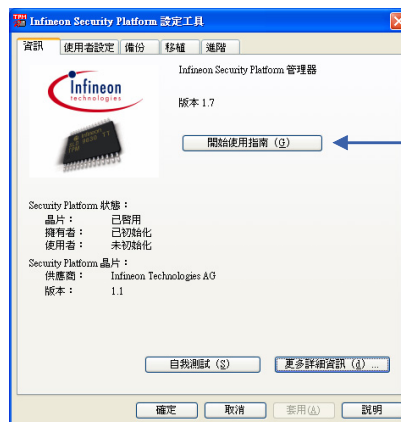 Infineon Security Platform 設定工具
資訊 使用者設定 備份 移植 進階
Infineon Security Platform 管理器
Infineon
technologies
版本 1.7
開始使用指南 (G)
Security Platform 狀態：
晶片： 已啓用
擁有者： 已初始化
使用者： 未初始化
Security Platform 晶片：
供應商： Infineon Technologies AG
版本： 1.1
自我測試 (S) 更多詳細資訊 (d) ...
確定 取消 套用(A) 說明